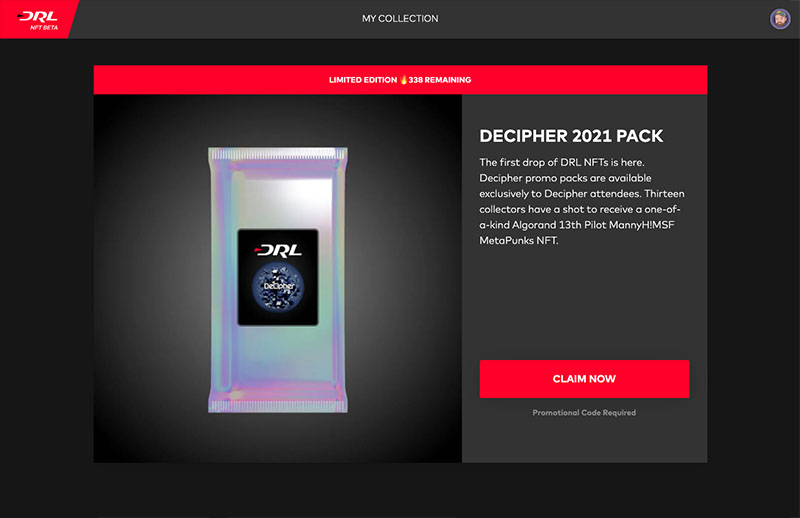 DRL
NFT BETA
MY COLLECTION
LIMITED EDITION 🔥338 REMAINING
DRL
DeCipher
DECIPHER 2021 PACK
The first drop of DRL NFTs is here.
Decipher promo packs are available
exclusively to Decipher attendees. Thirteen
collectors have a shot to receive a one-of-
a-kind Algorand 13th Pilot MannyH!MSF
MetaPunks NFT.
CLAIM NOW
Promotional Code Required